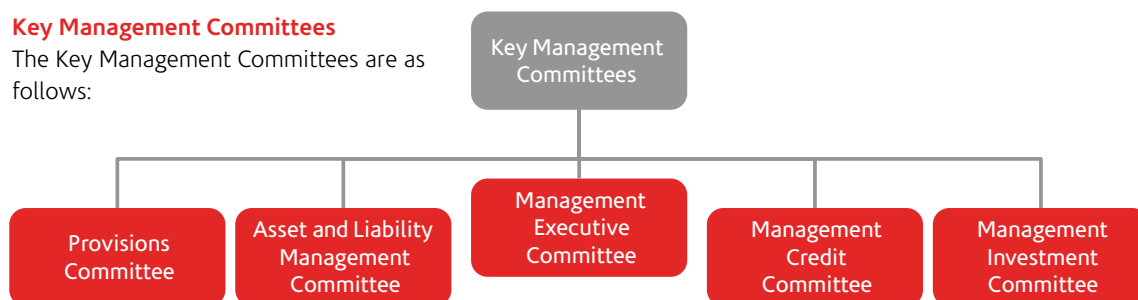 Key Management Committees
The Key Management Committees are as
follows:
Key Management
Committees
Provisions
Committee
Asset and Liability
Management
Committee
Management
Executive
Committee
Management
Credit
Committee
Management
Investment
Committee